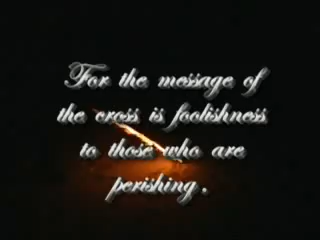 For the message of
the cross is foolishness
to those who are
perishing.